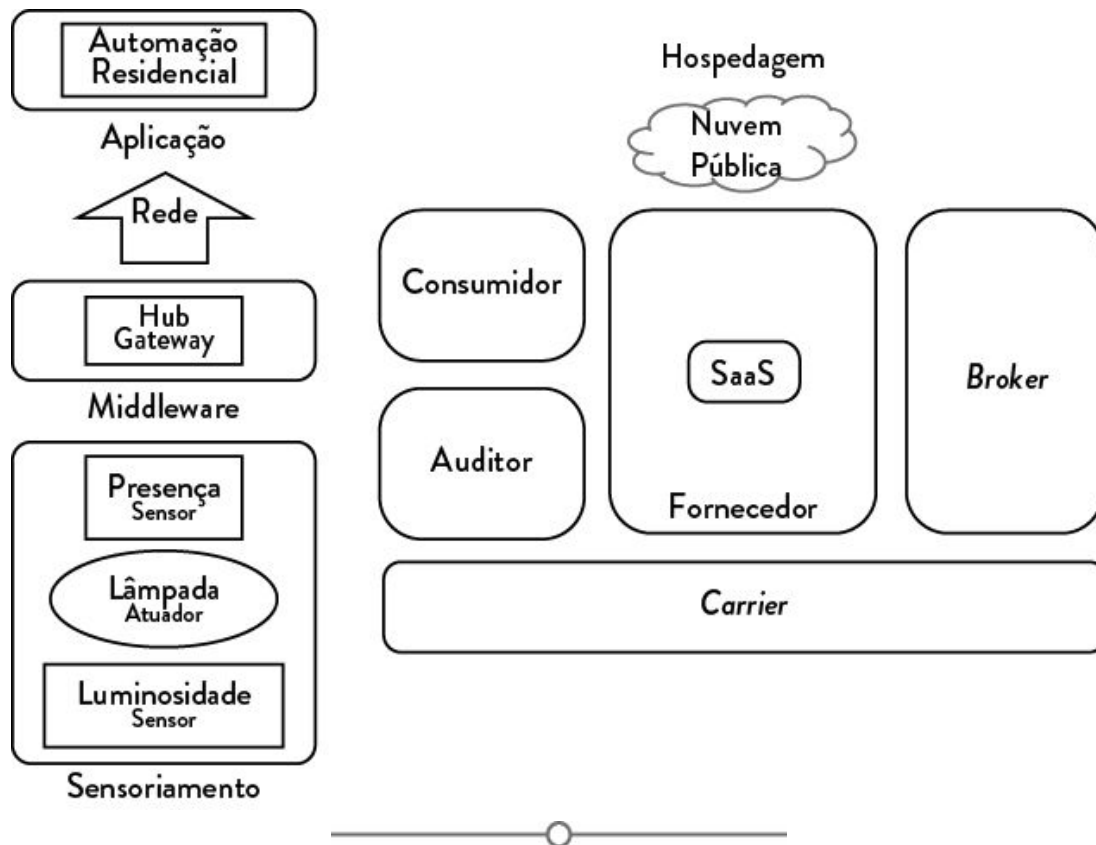 Automação
Residencial
Aplicação
Rede
Hub
Gateway
Middleware
Presença
Sensor
Lâmpada
Atuador
Luminosidade
Sensor
Sensoriamento
Hospedagem
Nuvem
Pública
Consumidor
Auditor
SaaS
Fornecedor
Broker
Carrier